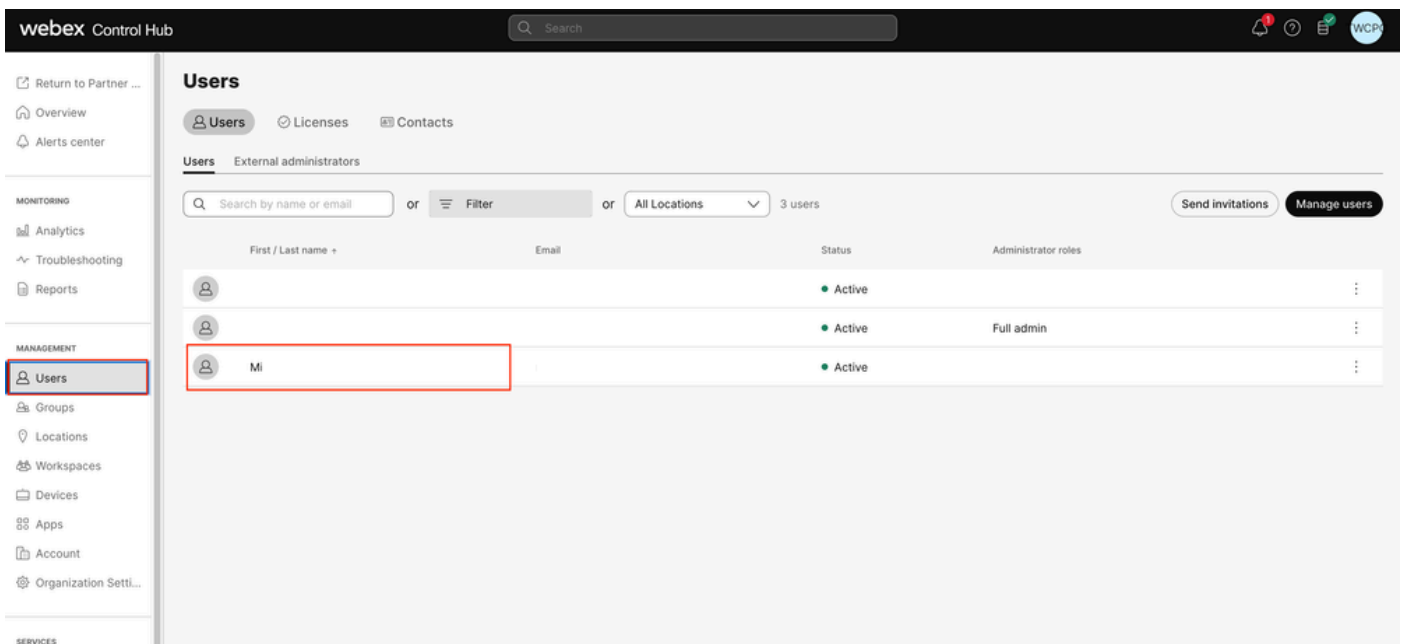 webex Control Hub
Search
1
WCP
Return to Partner ...
Overview
Alerts center
MONITORING
Analytics
Troubleshooting
Reports
MANAGEMENT
Users
Groups
Locations
Workspaces
Devices
Apps
Account
Organization Setti...
SERVICES
Users
Users Licenses Contacts
Users External administrators
Search by name or email or Filter or All Locations 3 users Send invitations Manage users
First / Last name Email Status Administrator roles
Active
Active Full admin
Mi Active